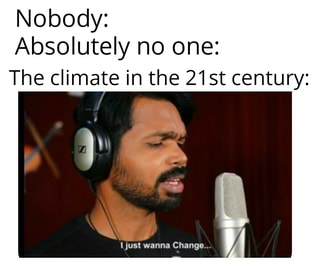 Nobody:
Absolutely no one:
The climate in the 21st century:
I just wanna Change...